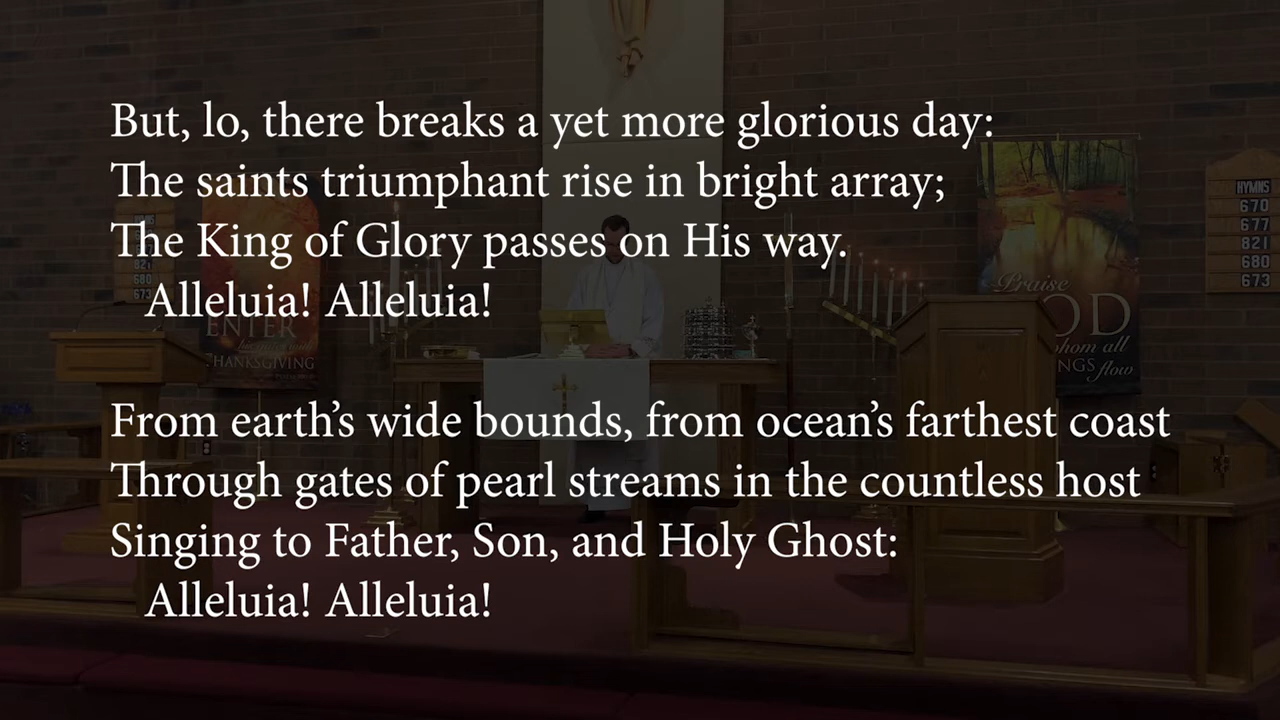 But, lo, there breaks a yet more glorious day:
The saints triumphant rise in bright array;
The King of Glory passes on His way.
Alleluia! Alleluia!
From earth’s wide bounds, from ocean’s farthest coast
Through gates of pearl streams in the countless host
Singing to Father, Son, and Holy Ghost:
Alleluia! Alleluia!
ENTER
THANKSGIVING
821
680
673
Praise
GOD
whom all
flow
HYMNS
670
677
821
680
673